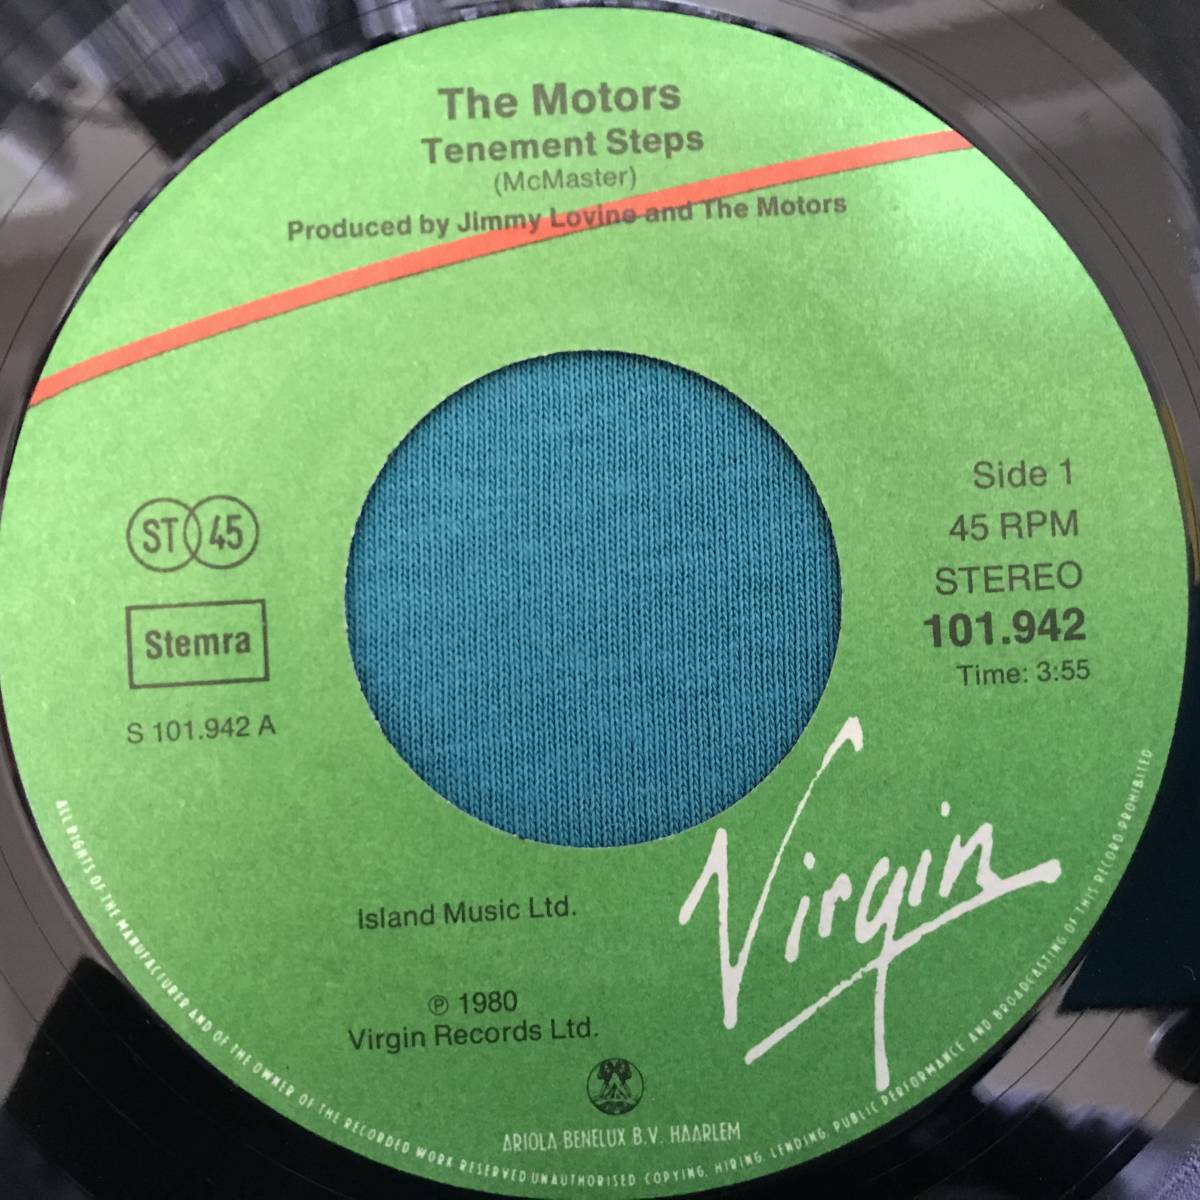 The Motors
Tenement Steps
(McMaster)
Produced by Jimmy Lovine and The Motors
Side 1
45 RPM
STEREO
101.942
Time: 3:55
ST 45
Stemra
S 101.942 A
Virgin
Island Music Ltd.
℗ 1980
Virgin Records Ltd.
ARIOLA BENELUX B.V. HAARLEM
ALL RIGHTS OF THE MANUFACTURER AND OF THE OWNER OF THE RECORDED WORK RESERVED UNAUTHORISED COPYING, HIRING, LENDING, PUBLIC PERFORMANCE AND BROADCASTING OF THIS RECORD PROHIBITED